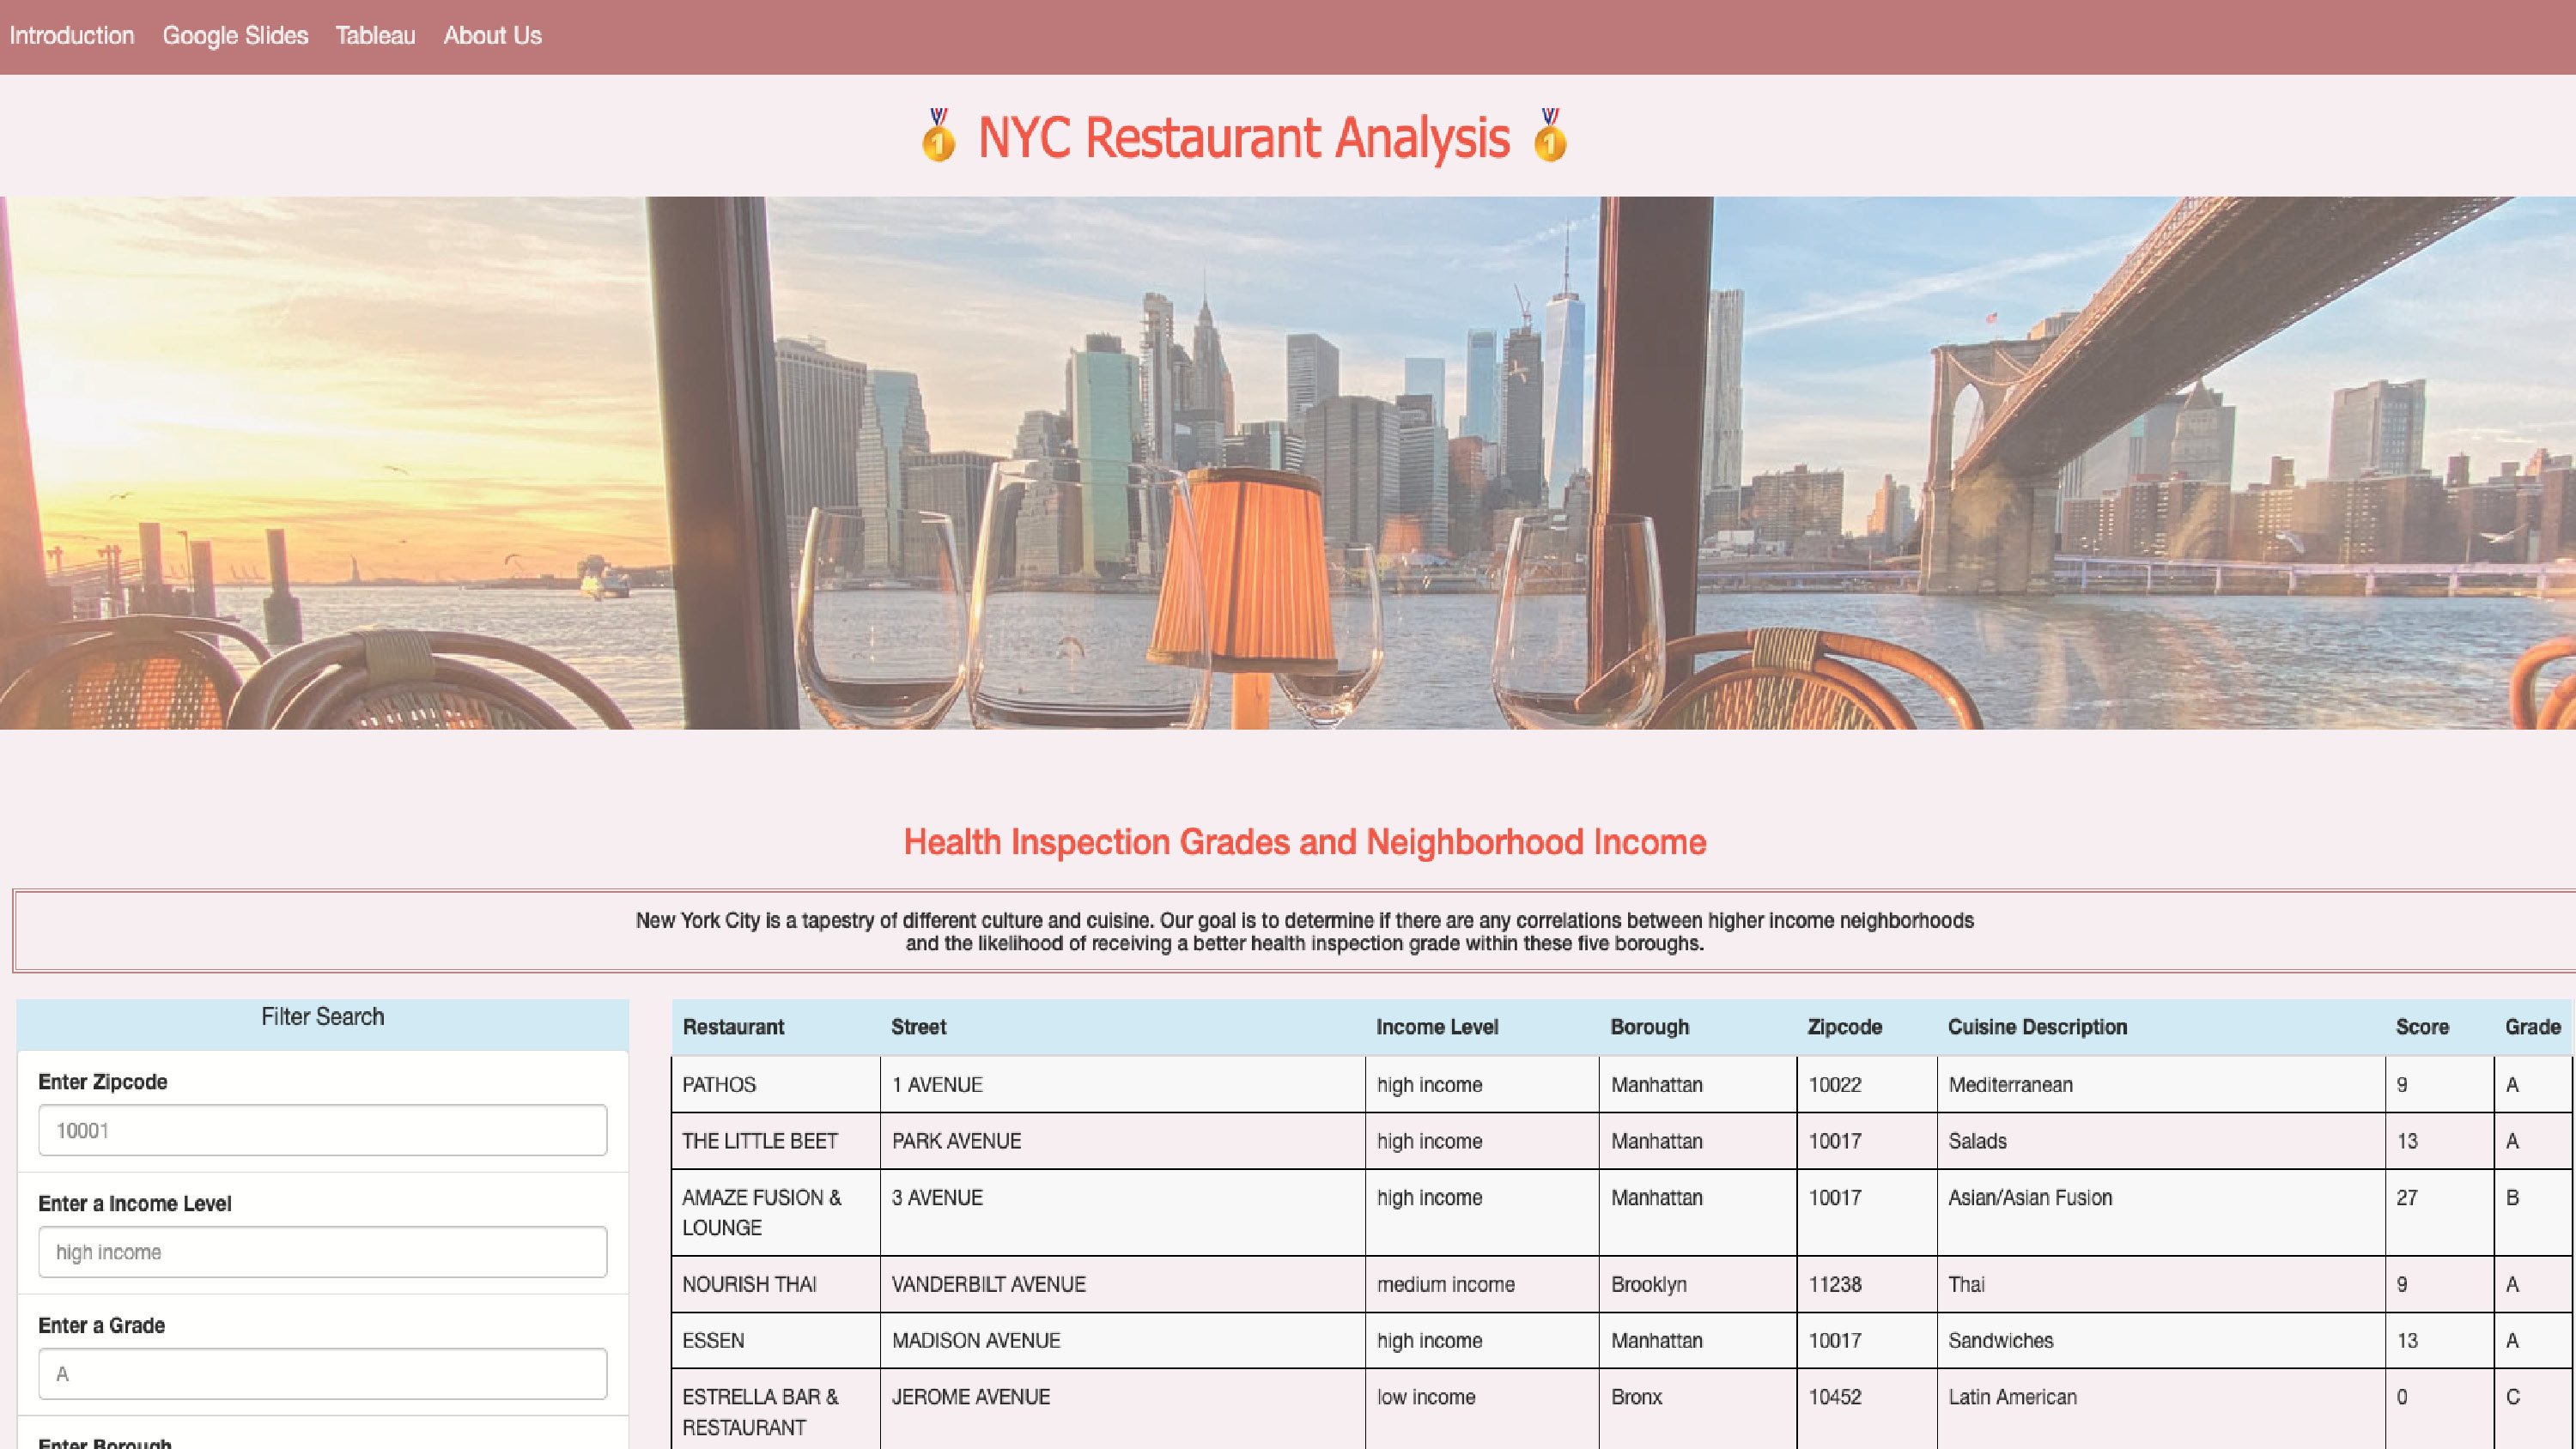 Introduction Google Slides Tableau About Us
NYC Restaurant Analysis
Health Inspection Grades and Neighborhood Income
New York City is a tapestry of different culture and cuisine. Our goal is to determine if there are any correlations between higher income neighborhoods
and the likelihood of receiving a better health inspection grade within these five boroughs.
Filter Search
Enter Zipcode
10001
Enter a Income Level
high income
Enter a Grade
A
Enter Borough
Restaurant Street Income Level Borough Zipcode Cuisine Description Score Grade
PATHOS 1 AVENUE high income Manhattan 10022 Mediterranean 9 A
THE LITTLE BEET PARK AVENUE high income Manhattan 10017 Salads 13 A
AMAZE FUSION & 3 AVENUE high income Manhattan 10017 Asian/Asian Fusion 27 B
LOUNGE
NOURISH THAI VANDERBILT AVENUE medium income Brooklyn 11238 Thai 9 A
ESSEN MADISON AVENUE high income Manhattan 10017 Sandwiches 13 A
ESTRELLA BAR & JEROME AVENUE low income Bronx 10452 Latin American 0 C
RESTAURANT